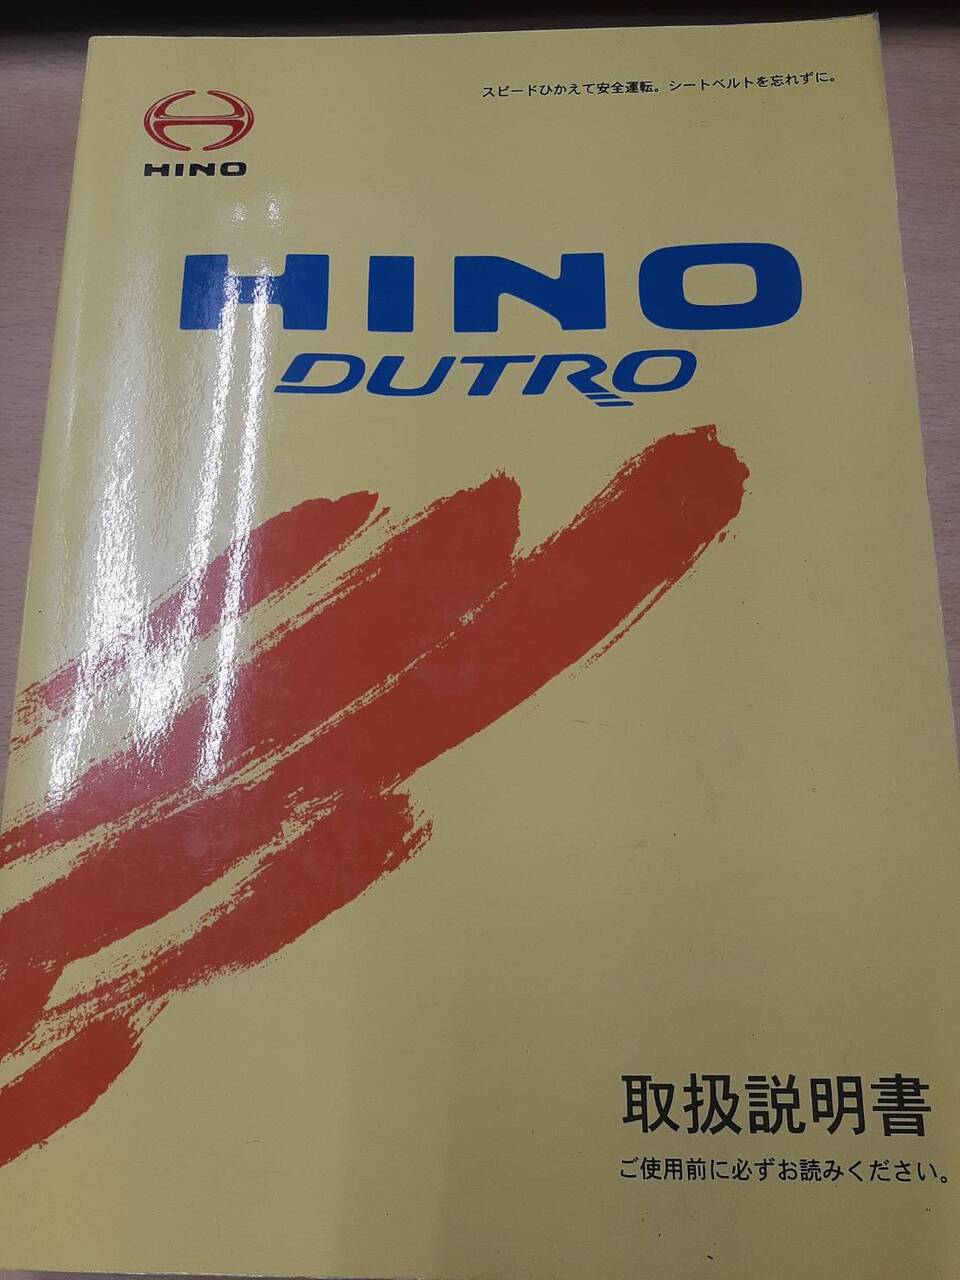 スピードひかえて安全運転。シートベルトを忘れずに。
HINO
HINO
DUTRO
取扱説明書
ご使用前に必ずお読みください。